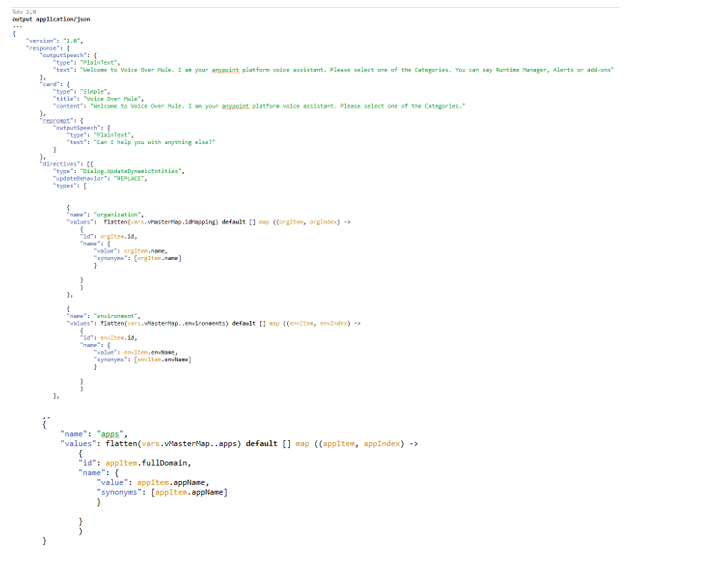 %dw 2.0
output application/json
---
{
"version": "1.0",
"response": {
"outputSpeech": {
"type": "PlainText",
"text": "Welcome to Voice Over Mule. I am your anypoint platform voice assistant. Please select one of the Categories. You can say Runtime Manager, Alerts or add-ons"
},
"card": {
"type": "Simple",
"title": "Voice Over Mule",
"content": "Welcome to Voice Over Mule. I am your anypoint platform voice assistant. Please select one of the Categories."
},
"reprompt": {
"outputSpeech": {
"type": "PlainText",
"text": "Can I help you with anything else?"
}
},
"directives": [{
"type": "Dialog.UpdateDynamicEntities",
"updateBehavior": "REPLACE",
"types": [
{
"name": "organization",
"values": flatten(vars.vMasterMap.idMapping) default [] map ((orgItem, orgIndex) ->
{
"id": orgItem.id,
"name": {
"value": orgItem.name,
"synonyms": [orgItem.name]
}
}
)
},
{
"name": "environment",
"values": flatten(vars.vMasterMap..environments) default [] map ((envItem, envIndex) ->
{
"id": envItem.id,
"name": {
"value": envItem.envName,
"synonyms": [envItem.envName]
}
}
)
},
{
"name": "apps",
"values": flatten(vars.vMasterMap..apps) default [] map ((appItem, appIndex) ->
{
"id": appItem.fullDomain,
"name": {
"value": appItem.appName,
"synonyms": [appItem.appName]
}
}
)
}